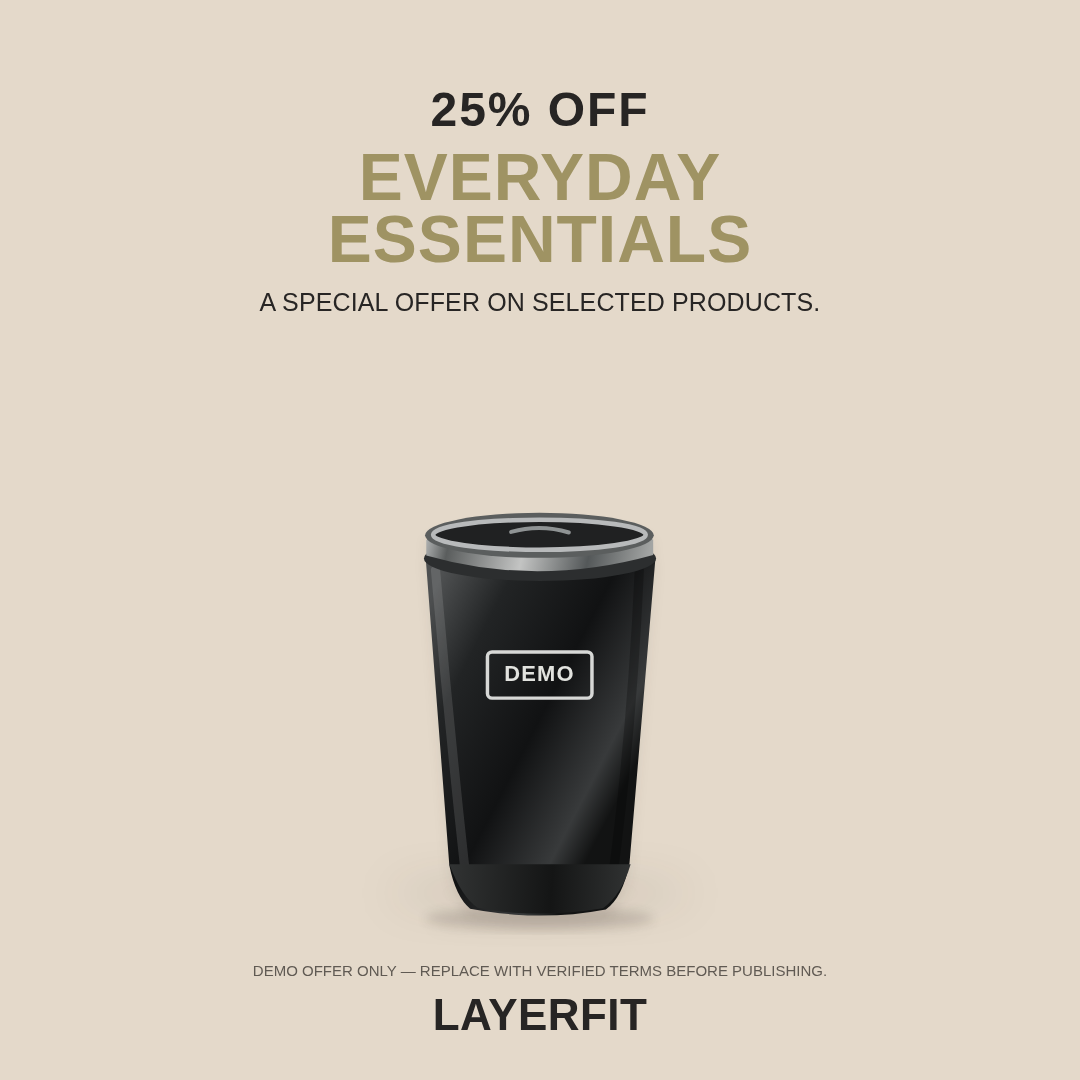 25% OFF
EVERYDAY
ESSENTIALS
A SPECIAL OFFER ON SELECTED PRODUCTS.
DEMO
DEMO OFFER ONLY — REPLACE WITH VERIFIED TERMS BEFORE PUBLISHING.
LAYERFIT